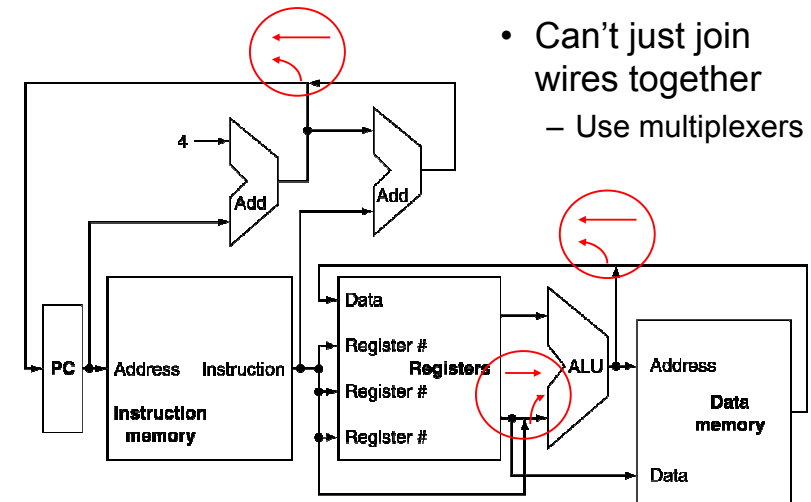 • Can't just join
wires together
– Use multiplexers
4
Add
Add
PC
Address
Instruction
Instruction
memory
Data
Register #
Registers
Register #
Register #
ALU
Address
Data
memory
Data